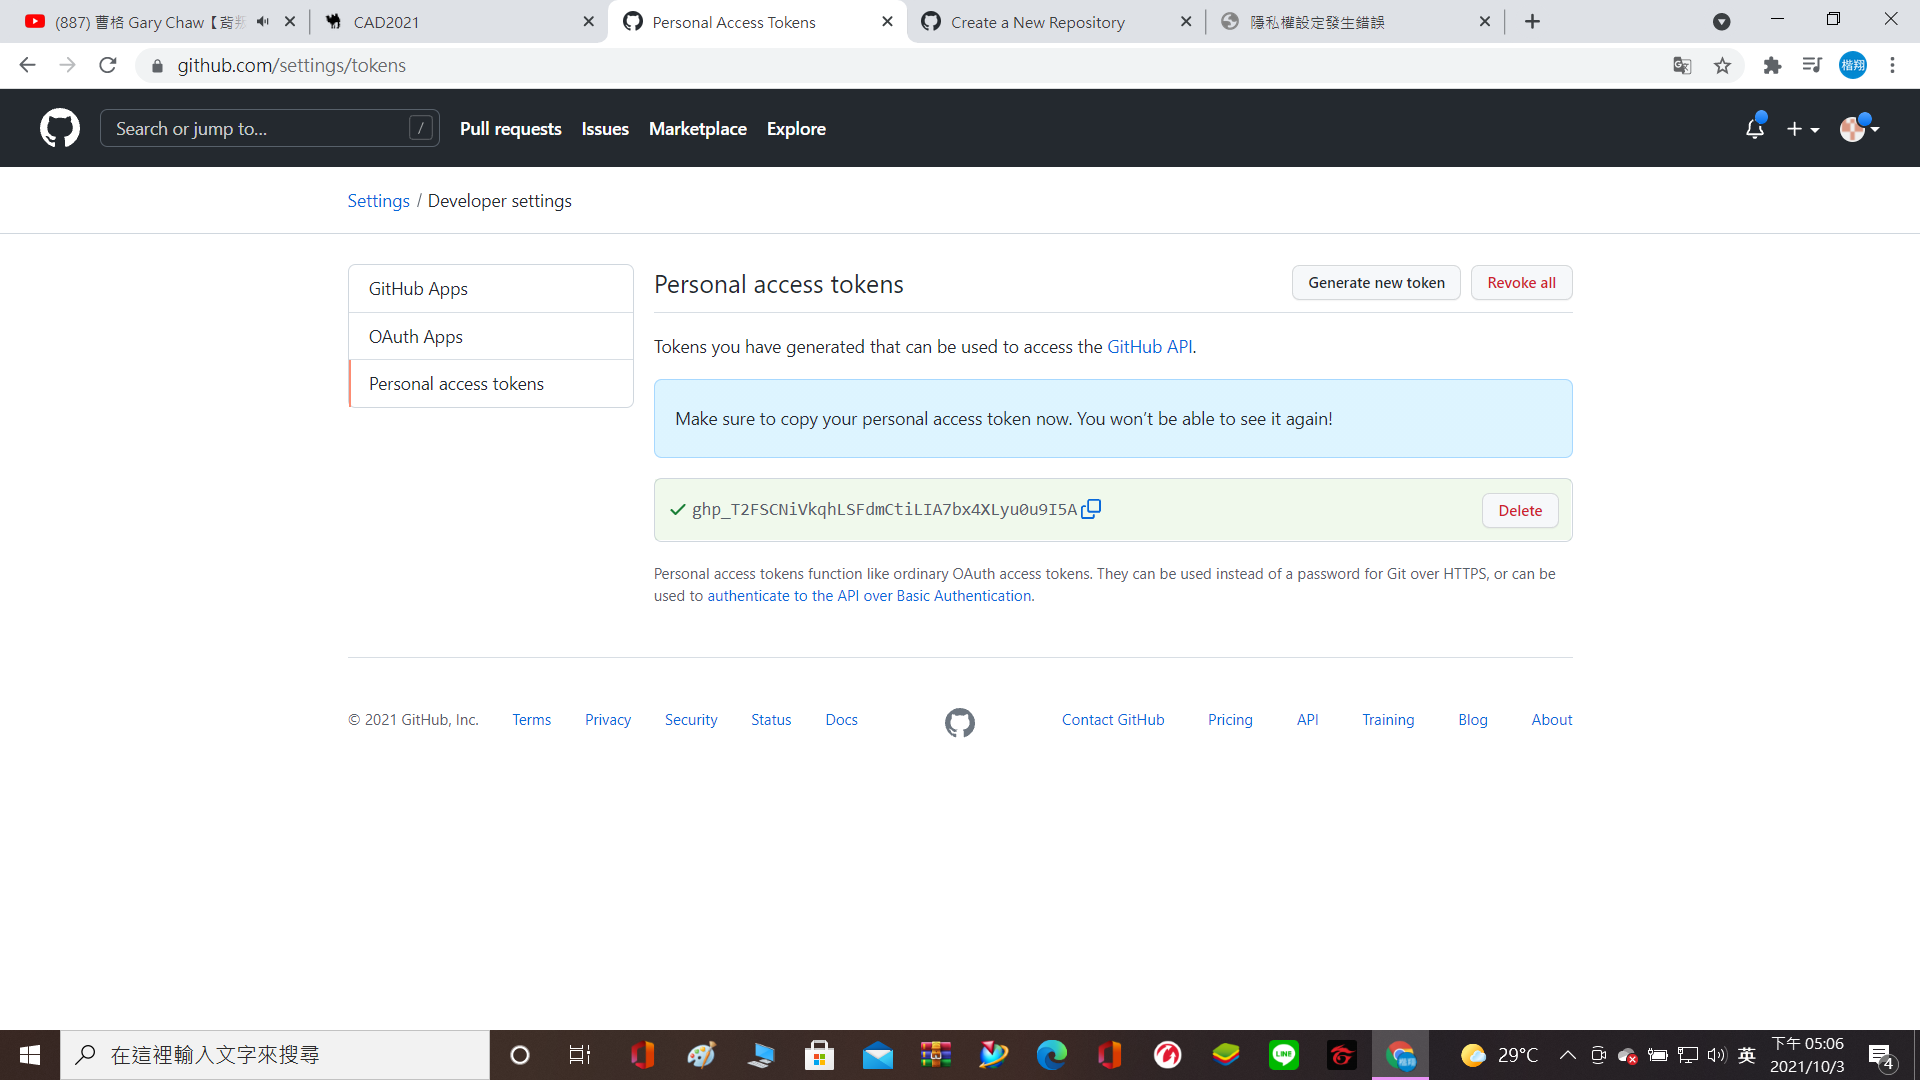 (887) 曹格 Gary Chaw【背叛
CAD2021
Personal Access Tokens
Create a New Repository
隱私權設定發生錯誤
github.com/settings/tokens
楷翔
Search or jump to...
/
Pull requests
Issues
Marketplace
Explore
Settings / Developer settings
GitHub Apps
OAuth Apps
Personal access tokens
Personal access tokens
Generate new token
Revoke all
Tokens you have generated that can be used to access the GitHub API.
Make sure to copy your personal access token now. You won’t be able to see it again!
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
Delete
Personal access tokens function like ordinary OAuth access tokens. They can be used instead of a password for Git over HTTPS, or can be
used to authenticate to the API over Basic Authentication.
© 2021 GitHub, Inc.
Terms
Privacy
Security
Status
Docs
Contact GitHub
Pricing
API
Training
Blog
About
在這裡輸入文字來搜尋
LINE
29°C
英
下午 05:06
2021/10/3
4